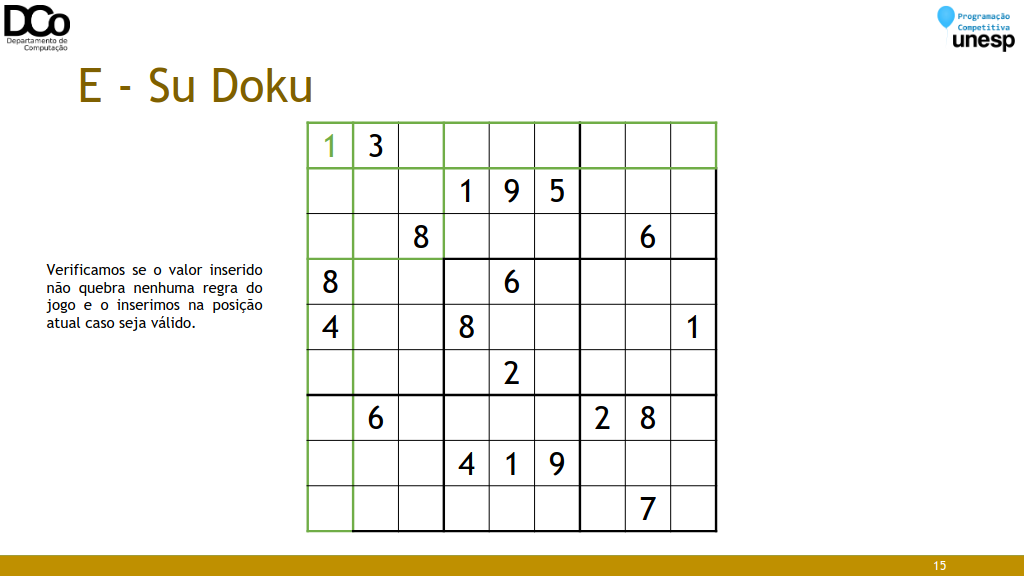 DCo
Departamento de
Computação
Programação
Competitiva
unesp
E - Su Doku
1 3
1 9 5
8 6
Verificamos se o valor inserido
não quebra nenhuma regra do
jogo e o inserimos na posição
atual caso seja válido.
8 6
4 8 1
2
6 2 8
4 1 9
7
15